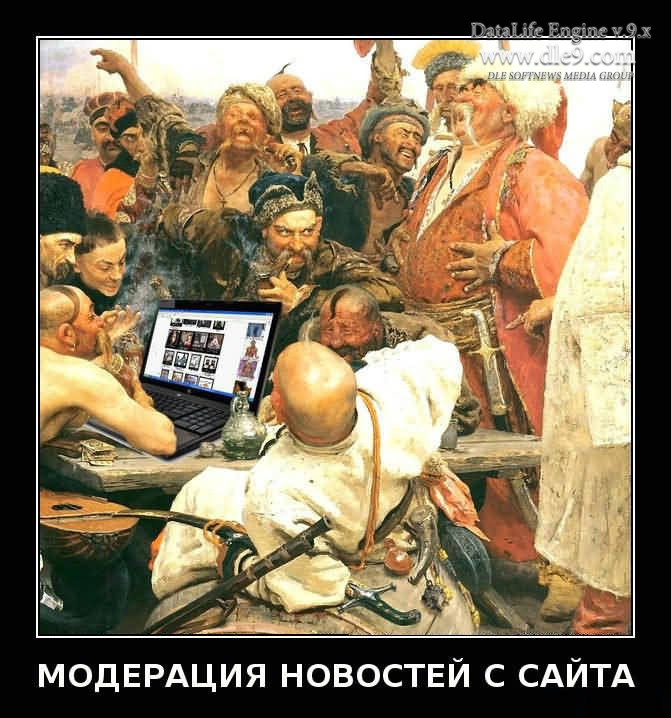 DataLife Engine v.9.x
www.dle9.com
DLE SOFTNEWS MEDIA GROUP
МОДЕРАЦИЯ НОВОСТЕЙ С САЙТА